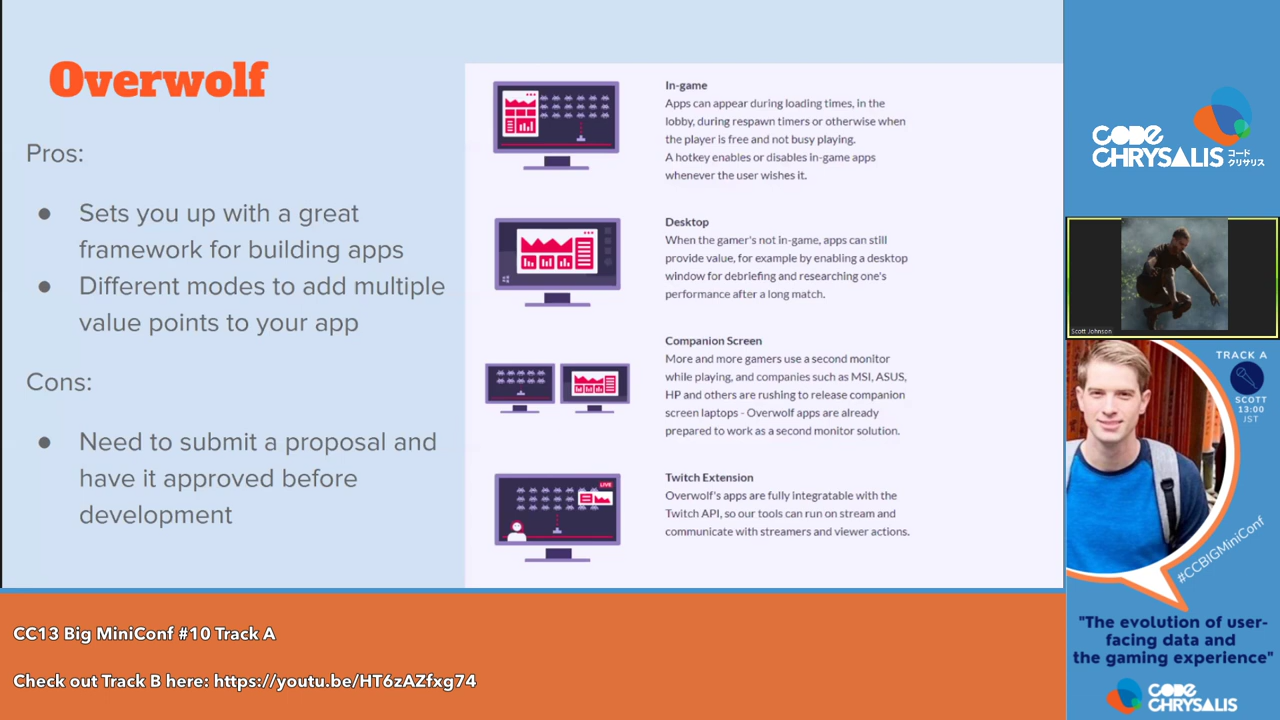 Overwolf
Pros:
● Sets you up with a great
framework for building apps
● Different modes to add multiple
value points to your app
Cons:
● Need to submit a proposal and
have it approved before
development
In-game
Apps can appear during loading times, in the
lobby, during respawn timers or otherwise when
the player is free and not busy playing.
A hotkey enables or disables in-game apps
whenever the user wishes it.
Desktop
When the gamer's not in-game, apps can still
provide value, for example by enabling a desktop
window for debriefing and researching one's
performance after a long match.
Companion Screen
More and more gamers use a second monitor
while playing, and companies such as MSI, ASUS,
HP and others are rushing to release companion
screen laptops - Overwolf apps are already
prepared to work as a second monitor solution.
LIVE
Twitch Extension
Overwolf's apps are fully integratable with the
Twitch API, so our tools can run on stream and
communicate with streamers and viewer actions.
CODE
CHRYSALIS
コード
クリサリス
Scott Johnson
TRACK A
SCOTT
13:00
JST
#CCBIGMiniConf
"The evolution of user-
facing data and
the gaming experience"
CODE
CHRYSALIS
CC13 Big MiniConf #10 Track A
Check out Track B here: https://youtu.be/HT6zAZfxg74